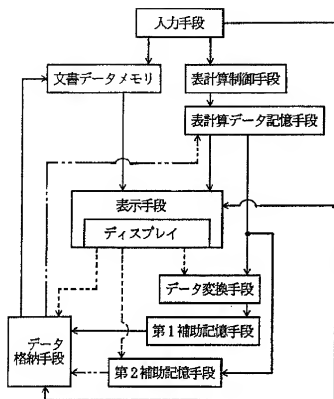 入力手段
文書データメモリ
表計算制御手段
表計算データ記憶手段
表示手段
ディスプレイ
データ変換手段
第1補助記憶手段
データ
格納手段
第2補助記憶手段